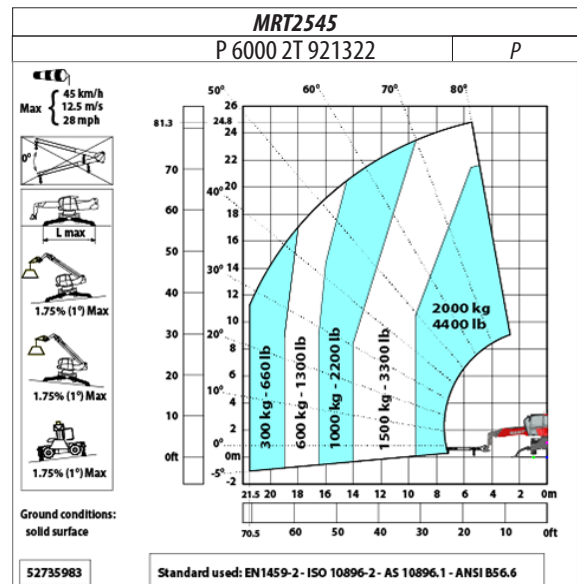 MRT2545
P 6000 2T 921322 P
Max { 45 km/h
12.5 m/s
28 mph
0°
L max
1.75% (1°) Max
1.75% (1°) Max
1.75% (1°) Max
Ground conditions:
solid surface
50° 60° 70° 80°
40°
30°
20°
10°
0°
-5°
81.3
70
60
50
40
30
20
10
0ft
26
24.8
24
22
20
18
16
14
12
10
8
6
4
2
0m
-2
300 kg - 660 lb
600 kg - 1300 lb
1000 kg - 2200 lb
1500 kg - 3300 lb
2000 kg
4400 lb
21.5 20 18 16 14 12 10 8 6 4 2 0m
70.5 60 50 40 30 20 10 0ft
52735983
Standard used: EN1459-2 - ISO 10896-2 - AS 10896.1 - ANSI B56.6